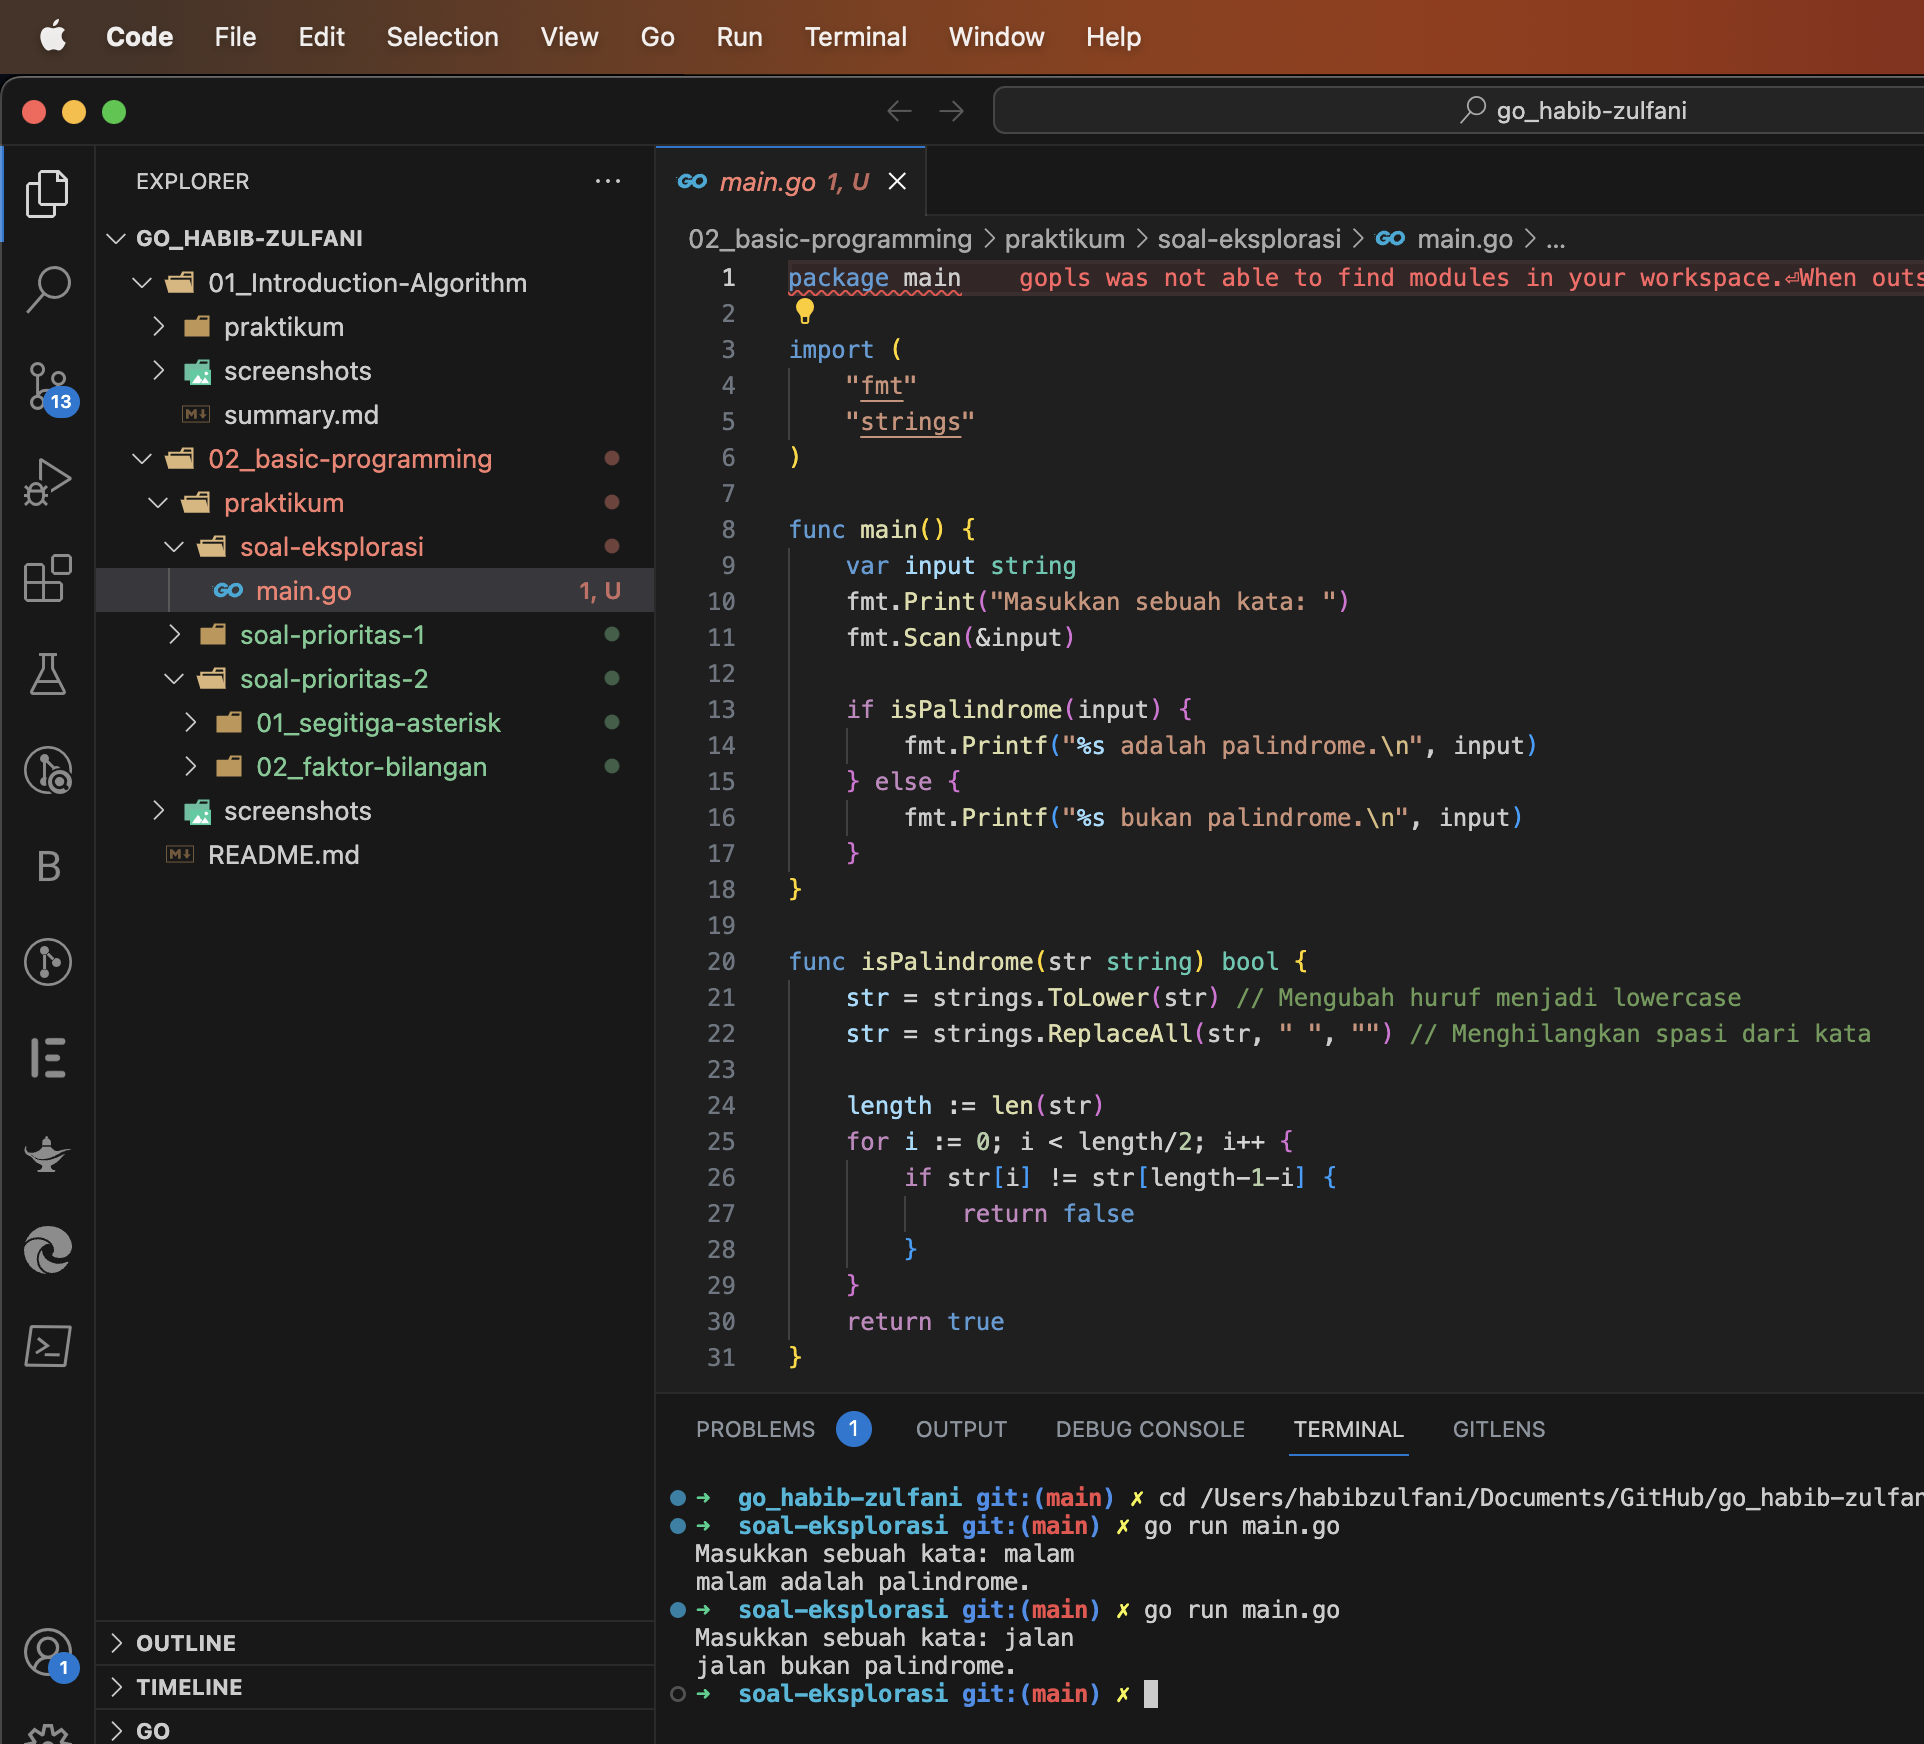 Code File Edit Selection View Go Run Terminal Window Help
go_habib-zulfani
EXPLORER
GO_HABIB-ZULFANI
01_Introduction-Algorithm
praktikum
screenshots
summary.md
02_basic-programming
praktikum
soal-eksplorasi
GO main.go 1, U
soal-prioritas-1
soal-prioritas-2
01_segitiga-asterisk
02_faktor-bilangan
screenshots
README.md
OUTLINE
TIMELINE
GO
13
B
1
GO main.go 1, U
02_basic-programming > praktikum > soal-eksplorasi > GO main.go > ...
1 package main gopls was not able to find modules in your workspace.⏎When outs
2
3 import (
4 "fmt"
5 "strings"
6 )
7
8 func main() {
9 var input string
10 fmt.Print("Masukkan sebuah kata: ")
11 fmt.Scan(&input)
12
13 if isPalindrome(input) {
14 fmt.Printf("%s adalah palindrome.\n", input)
15 } else {
16 fmt.Printf("%s bukan palindrome.\n", input)
17 }
18 }
19
20 func isPalindrome(str string) bool {
21 str = strings.ToLower(str) // Mengubah huruf menjadi lowercase
22 str = strings.ReplaceAll(str, " ", "") // Menghilangkan spasi dari kata
23
24 length := len(str)
25 for i := 0; i < length/2; i++ {
26 if str[i] != str[length-1-i] {
27 return false
28 }
29 }
30 return true
31 }
PROBLEMS 1 OUTPUT DEBUG CONSOLE TERMINAL GITLENS
➜ go_habib-zulfani git:(main) ✗ cd /Users/habibzulfani/Documents/GitHub/go_habib-zulfan
➜ soal-eksplorasi git:(main) ✗ go run main.go
Masukkan sebuah kata: malam
malam adalah palindrome.
➜ soal-eksplorasi git:(main) ✗ go run main.go
Masukkan sebuah kata: jalan
jalan bukan palindrome.
➜ soal-eksplorasi git:(main) ✗